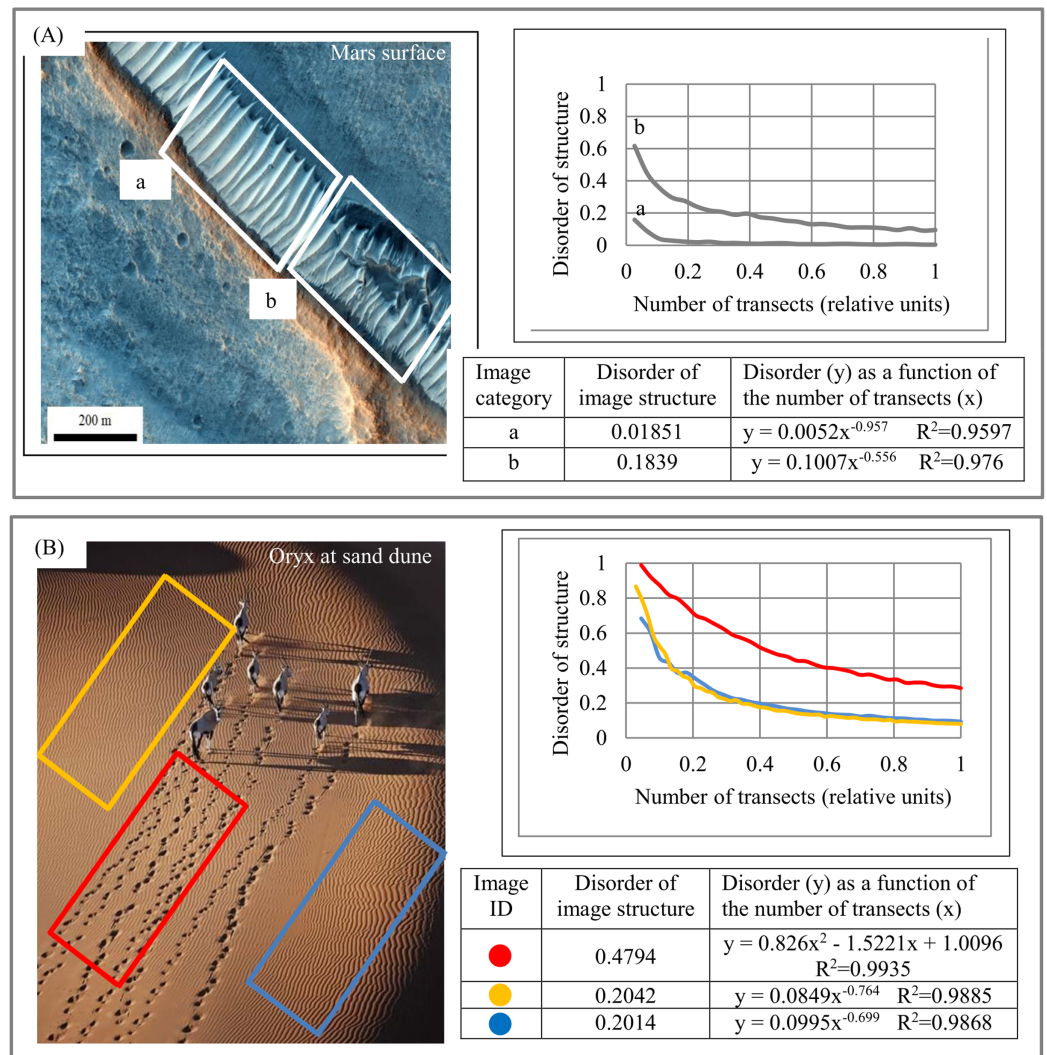 (A)
Mars surface
a
b
200 m
Disorder of structure
1
0.8
0.6
0.4
0.2
0
b
a
0 0.2 0.4 0.6 0.8 1
Number of transects (relative units)
Image category Disorder of image structure Disorder (y) as a function of the number of transects (x)
a 0.01851 y = 0.0052x^-0.957 R²=0.9597
b 0.1839 y = 0.1007x^-0.556 R²=0.976
(B)
Oryx at sand dune
Disorder of structure
1
0.8
0.6
0.4
0.2
0
0 0.2 0.4 0.6 0.8 1
Number of transects (relative units)
Image ID Disorder of image structure Disorder (y) as a function of the number of transects (x)
0.4794 y = 0.826x² - 1.5221x + 1.0096
R²=0.9935
0.2042 y = 0.0849x^-0.764 R²=0.9885
0.2014 y = 0.0995x^-0.699 R²=0.9868